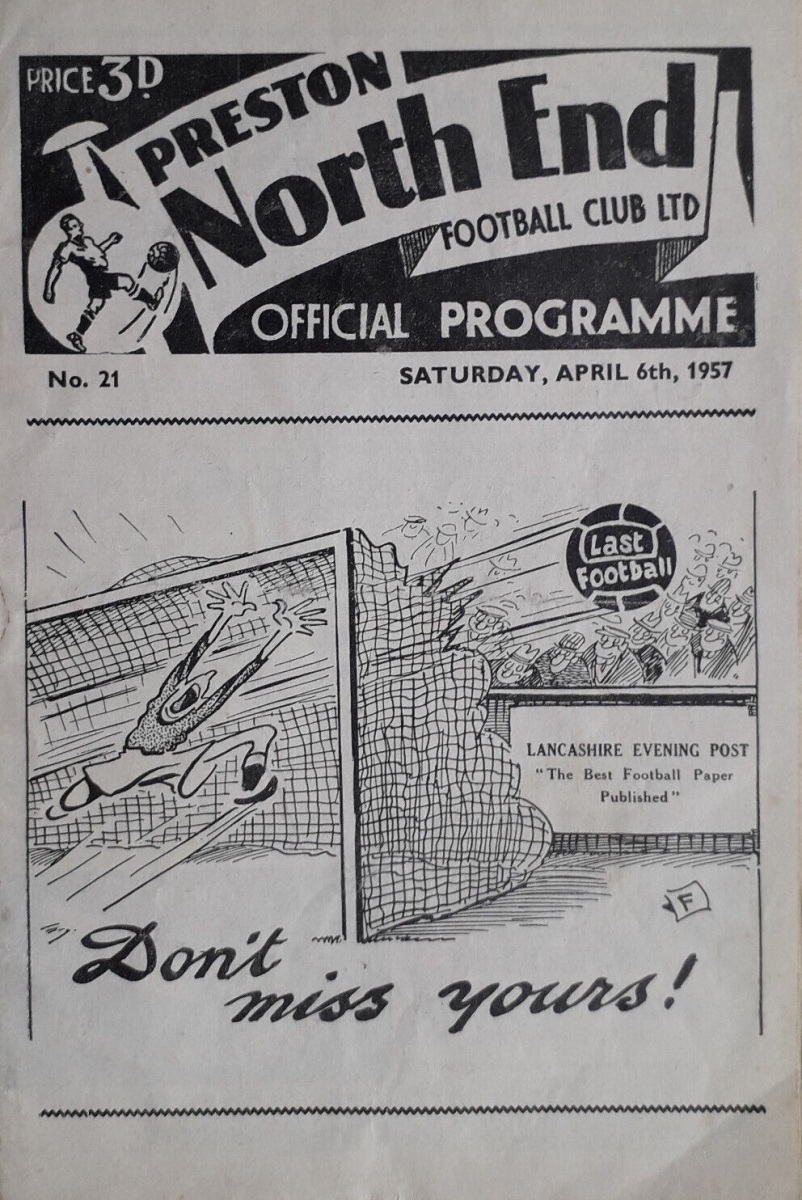 PRICE 3D
PRESTON
North End
FOOTBALL CLUB LTD
OFFICIAL PROGRAMME
No. 21
SATURDAY, APRIL 6th, 1957
Last
Football
LANCASHIRE EVENING POST
"The Best Football Paper
Published"
F
Don't
miss yours!